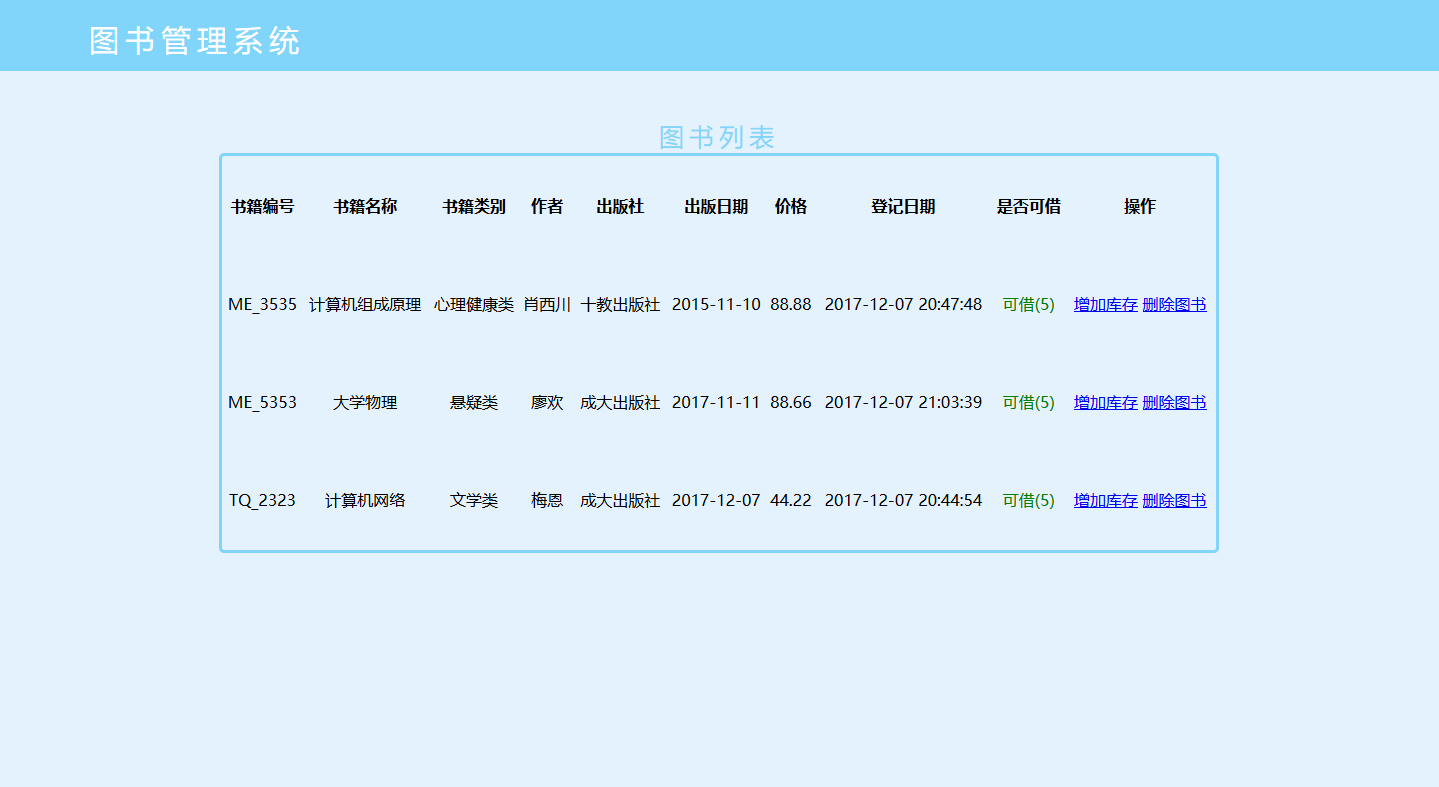 图书管理系统
图书列表
书籍编号 书籍名称 书籍类别 作者 出版社 出版日期 价格 登记日期 是否可借 操作
ME_3535 计算机组成原理 心理健康类 肖西川 十教出版社 2015-11-10 88.88 2017-12-07 20:47:48 可借(5) 增加库存 删除图书
ME_5353 大学物理 悬疑类 廖欢 成大出版社 2017-11-11 88.66 2017-12-07 21:03:39 可借(5) 增加库存 删除图书
TQ_2323 计算机网络 文学类 梅恩 成大出版社 2017-12-07 44.22 2017-12-07 20:44:54 可借(5) 增加库存 删除图书